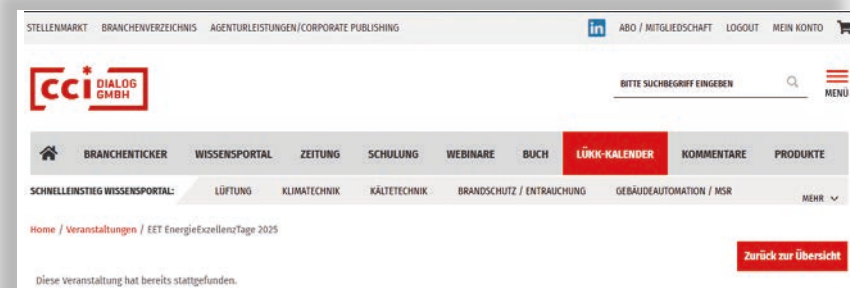 STELLENMARKT BRANCHENVERZEICHNIS AGENTURLEISTUNGEN/CORPORATE PUBLISHING in ABO / MITGLIEDSCHAFT LOGOUT MEIN KONTO
cci* DIALOG
GMBH
BITTE SUCHBEGRIFF EINGEBEN
MENÜ
BRANCHENTICKER WISSENSPORTAL ZEITUNG SCHULUNG WEBINARE BUCH LÜKK-KALENDER KOMMENTARE PRODUKTE
SCHNELLEINSTIEG WISSENSPORTAL: LÜFTUNG KLIMATECHNIK KÄLTETECHNIK BRANDSCHUTZ / ENTRAUCHUNG GEBÄUDEAUTOMATION / MSR MEHR
Home / Veranstaltungen / EET EnergieExzellenzTage 2025
Zurück zur Übersicht
Diese Veranstaltung hat bereits stattgefunden.